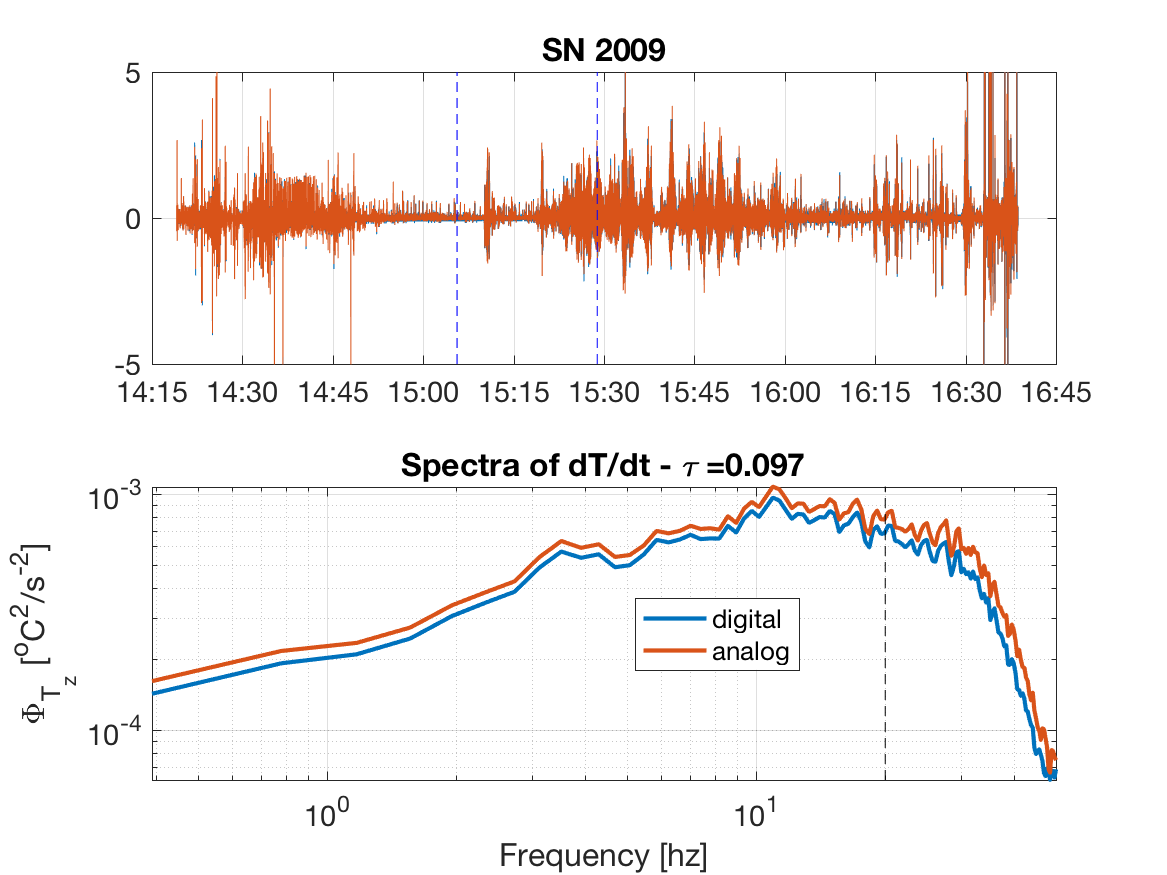 SN 2009
5
0
-5
14:15 14:30 14:45 15:00 15:15 15:30 15:45 16:00 16:15 16:30 16:45
Spectra of dT/dt - τ =0.097
10^-3
10^-4
Φ_T_z [°C^2/s^-2]
digital
analog
10^0 10^1
Frequency [hz]